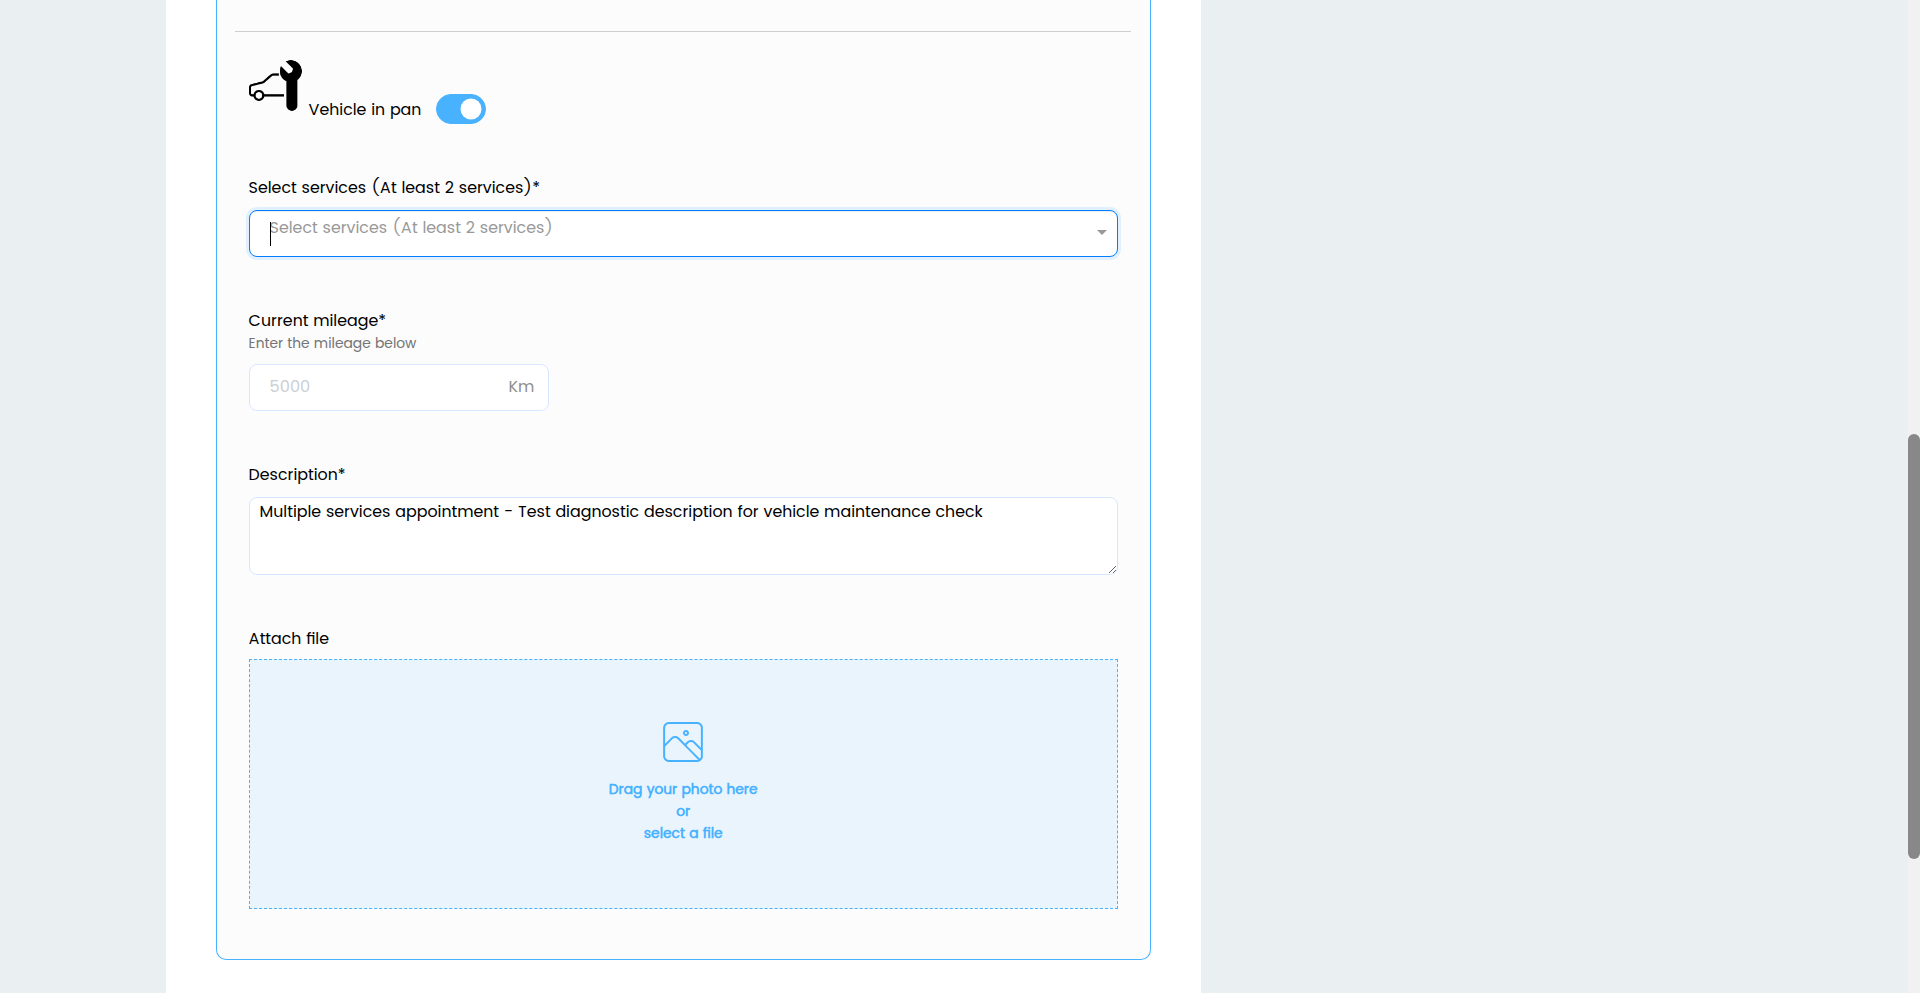 Vehicle in pan
Select services (At least 2 services)*
Select services (At least 2 services)
Current mileage*
Enter the mileage below
5000 Km
Description*
Multiple services appointment - Test diagnostic description for vehicle maintenance check
Attach file
Drag your photo here
or
select a file